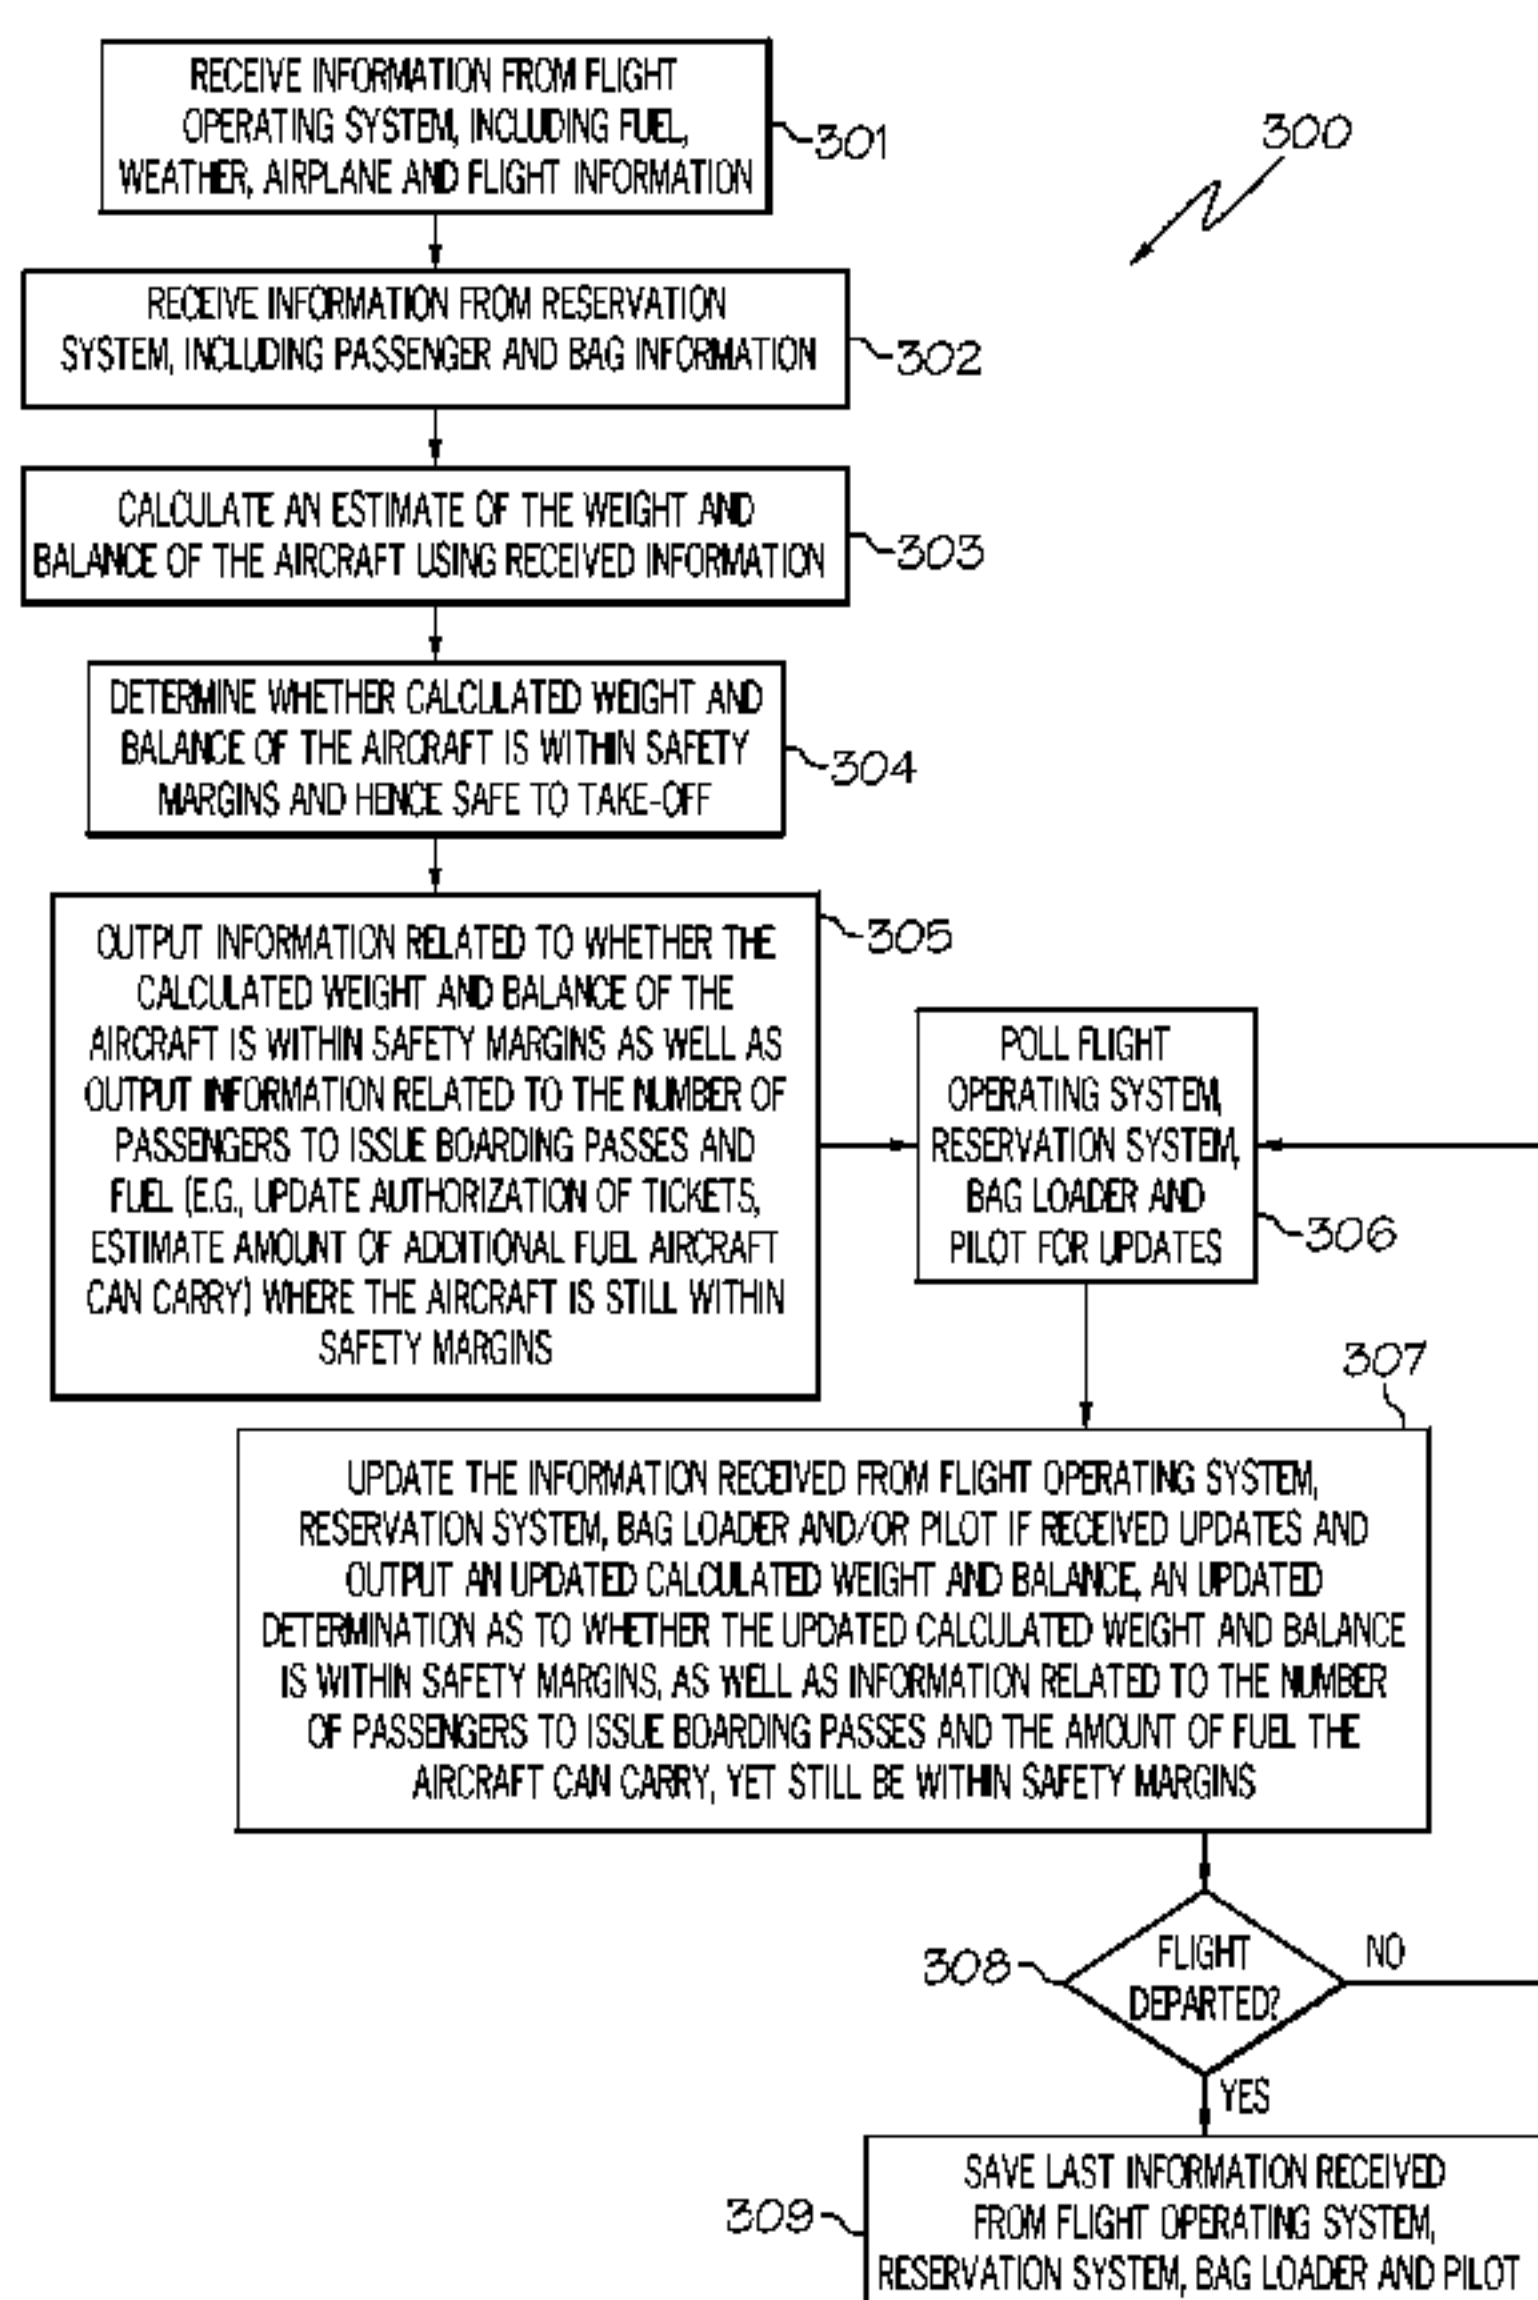 RECEIVE INFORMATION FROM FLIGHT
OPERATING SYSTEM, INCLUDING FUEL,
WEATHER, AIRPLANE AND FLIGHT INFORMATION
301
300
RECEIVE INFORMATION FROM RESERVATION
SYSTEM, INCLUDING PASSENGER AND BAG INFORMATION
302
CALCULATE AN ESTIMATE OF THE WEIGHT AND
BALANCE OF THE AIRCRAFT USING RECEIVED INFORMATION
303
DETERMINE WHETHER CALCULATED WEIGHT AND
BALANCE OF THE AIRCRAFT IS WITHIN SAFETY
MARGINS AND HENCE SAFE TO TAKE-OFF
304
OUTPUT INFORMATION RELATED TO WHETHER THE
CALCULATED WEIGHT AND BALANCE OF THE
AIRCRAFT IS WITHIN SAFETY MARGINS AS WELL AS
OUTPUT INFORMATION RELATED TO THE NUMBER OF
PASSENGERS TO ISSUE BOARDING PASSES AND
FUEL (E.G., UPDATE AUTHORIZATION OF TICKETS,
ESTIMATE AMOUNT OF ADDITIONAL FUEL AIRCRAFT
CAN CARRY) WHERE THE AIRCRAFT IS STILL WITHIN
SAFETY MARGINS
305
POLL FLIGHT
OPERATING SYSTEM,
RESERVATION SYSTEM,
BAG LOADER AND
PILOT FOR UPDATES
306
307
UPDATE THE INFORMATION RECEIVED FROM FLIGHT OPERATING SYSTEM,
RESERVATION SYSTEM, BAG LOADER AND/OR PILOT IF RECEIVED UPDATES AND
OUTPUT AN UPDATED CALCULATED WEIGHT AND BALANCE, AN UPDATED
DETERMINATION AS TO WHETHER THE UPDATED CALCULATED WEIGHT AND BALANCE
IS WITHIN SAFETY MARGINS, AS WELL AS INFORMATION RELATED TO THE NUMBER
OF PASSENGERS TO ISSUE BOARDING PASSES AND THE AMOUNT OF FUEL THE
AIRCRAFT CAN CARRY, YET STILL BE WITHIN SAFETY MARGINS
308
FLIGHT
DEPARTED?
NO
YES
309
SAVE LAST INFORMATION RECEIVED
FROM FLIGHT OPERATING SYSTEM,
RESERVATION SYSTEM, BAG LOADER AND PILOT